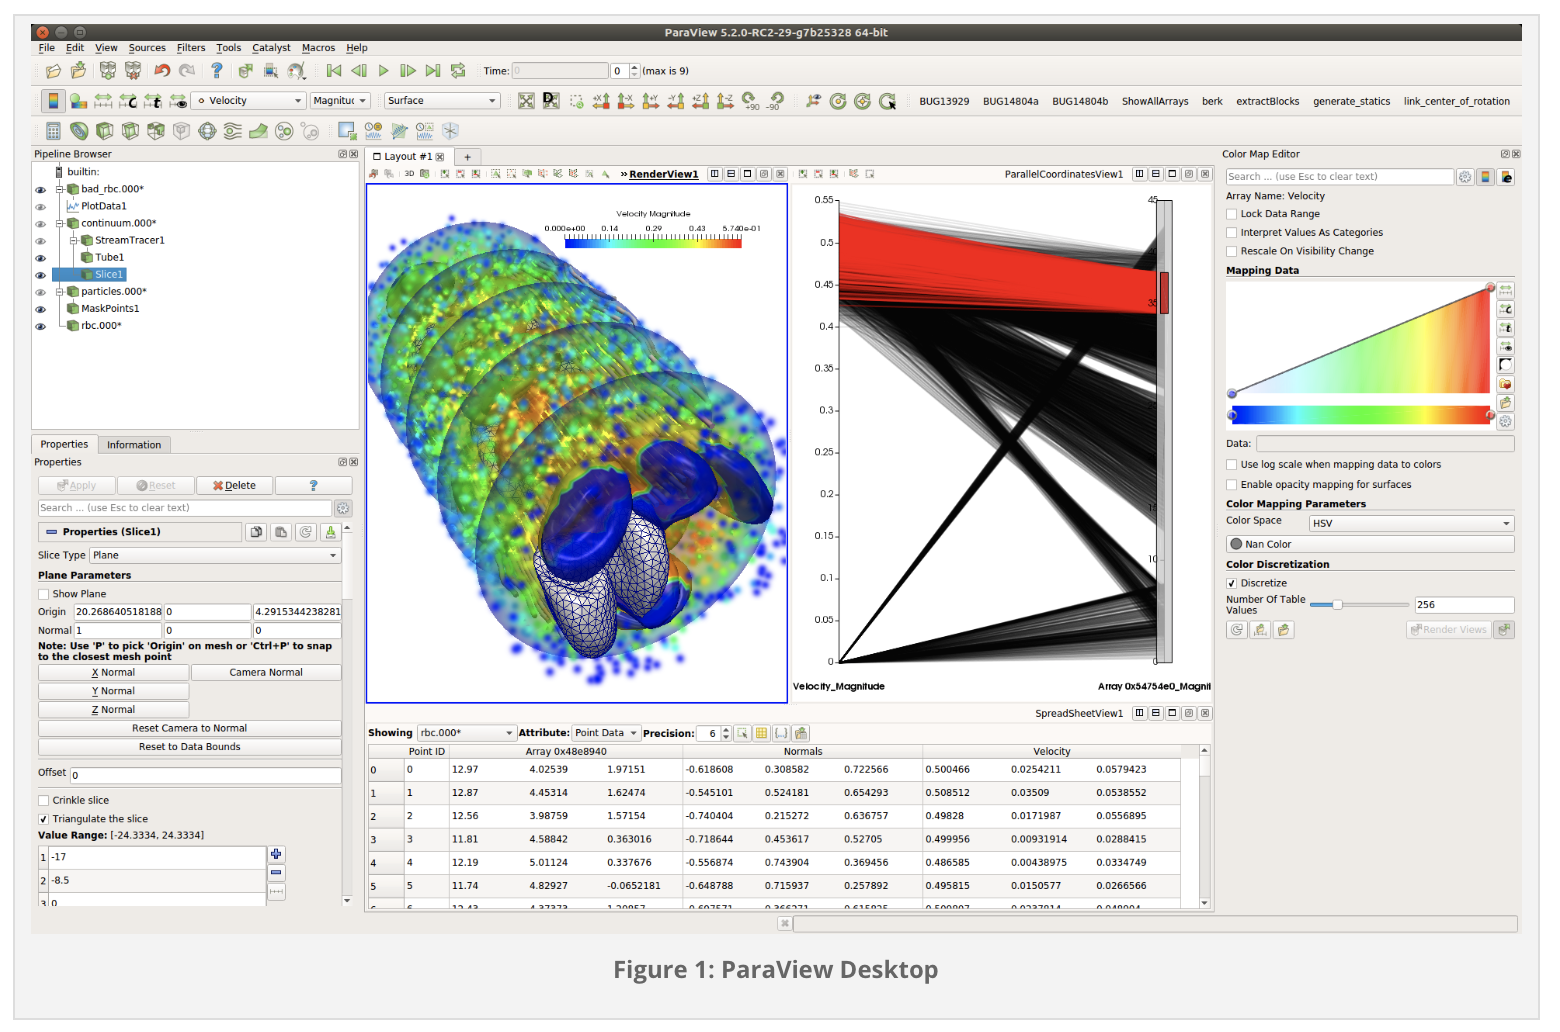 ParaView 5.2.0-RC2-29-g7b25328 64-bit
File Edit View Sources Filters Tools Catalyst Macros Help
Time: 0 0 (max is 9)
Velocity Magnituc Surface +X -X +Y -Y +Z -Z +90 -90 BUG13929 BUG14804a BUG14804b ShowAllArrays berk extractBlocks generate_statics link_center_of_rotation
Pipeline Browser
builtin:
bad_rbc.000*
PlotData1
continuum.000*
StreamTracer1
Tube1
Slice1
particles.000*
MaskPoints1
rbc.000*
Properties Information
Properties
Apply Reset Delete ?
Search ... (use Esc to clear text)
Properties (Slice1)
Slice Type Plane
Plane Parameters
Show Plane
Origin 20.268640518188 0 4.2915344238281
Normal 1 0 0
Note: Use 'P' to pick 'Origin' on mesh or 'Ctrl+P' to snap
to the closest mesh point
X Normal Camera Normal
Y Normal
Z Normal
Reset Camera to Normal
Reset to Data Bounds
Offset 0
Crinkle slice
Triangulate the slice
Value Range: [-24.3334, 24.3334]
1 -17
2 -8.5
3 0
Layout #1 +
3D » RenderView1
Velocity Magnitude
0.000e+00 0.14 0.29 0.43 5.740e-01
ParallelCoordinatesView1
0.55
0.5
0.45
0.4
0.35
0.3
0.25
0.2
0.15
0.1
0.05
0
45
35
15
10
0
Velocity_Magnitude Array 0x54754e0_Magni
SpreadSheetView1
Showing rbc.000* Attribute: Point Data Precision: 6 {...}
Point ID Array 0x48e8940 Normals Velocity
0 0 12.97 4.02539 1.97151 -0.618608 0.308582 0.722566 0.500466 0.0254211 0.0579423
1 1 12.87 4.45314 1.62474 -0.545101 0.524181 0.654293 0.508512 0.03509 0.0538552
2 2 12.56 3.98759 1.57154 -0.740404 0.215272 0.636757 0.49828 0.0171987 0.0556895
3 3 11.81 4.58842 0.363016 -0.718644 0.453617 0.52705 0.499956 0.00931914 0.0288415
4 4 12.19 5.01124 0.337676 -0.556874 0.743904 0.369456 0.486585 0.00438975 0.0334749
5 5 11.74 4.82927 -0.0652181 -0.648788 0.715937 0.257892 0.495815 0.0150577 0.0266566
Color Map Editor
Search ... (use Esc to clear text)
Array Name: Velocity
Lock Data Range
Interpret Values As Categories
Rescale On Visibility Change
Mapping Data
Data:
Use log scale when mapping data to colors
Enable opacity mapping for surfaces
Color Mapping Parameters
Color Space HSV
Nan Color
Color Discretization
Discretize
Number Of Table
Values 256
Render Views
Figure 1: ParaView Desktop